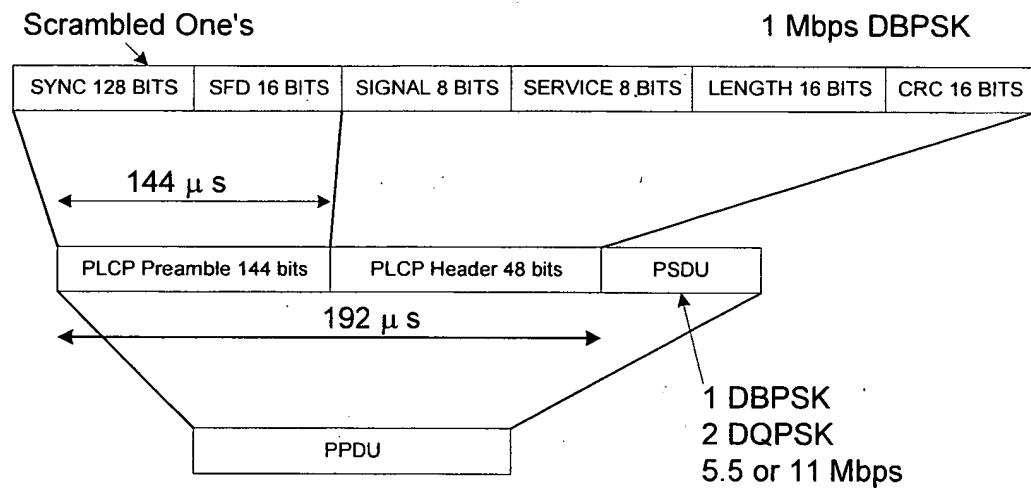 Scrambled One's
1 Mbps DBPSK
SYNC 128 BITS
SFD 16 BITS
SIGNAL 8 BITS
SERVICE 8 BITS
LENGTH 16 BITS
CRC 16 BITS
144 μ s
PLCP Preamble 144 bits
PLCP Header 48 bits
PSDU
192 μ s
1 DBPSK
2 DQPSK
5.5 or 11 Mbps
PPDU